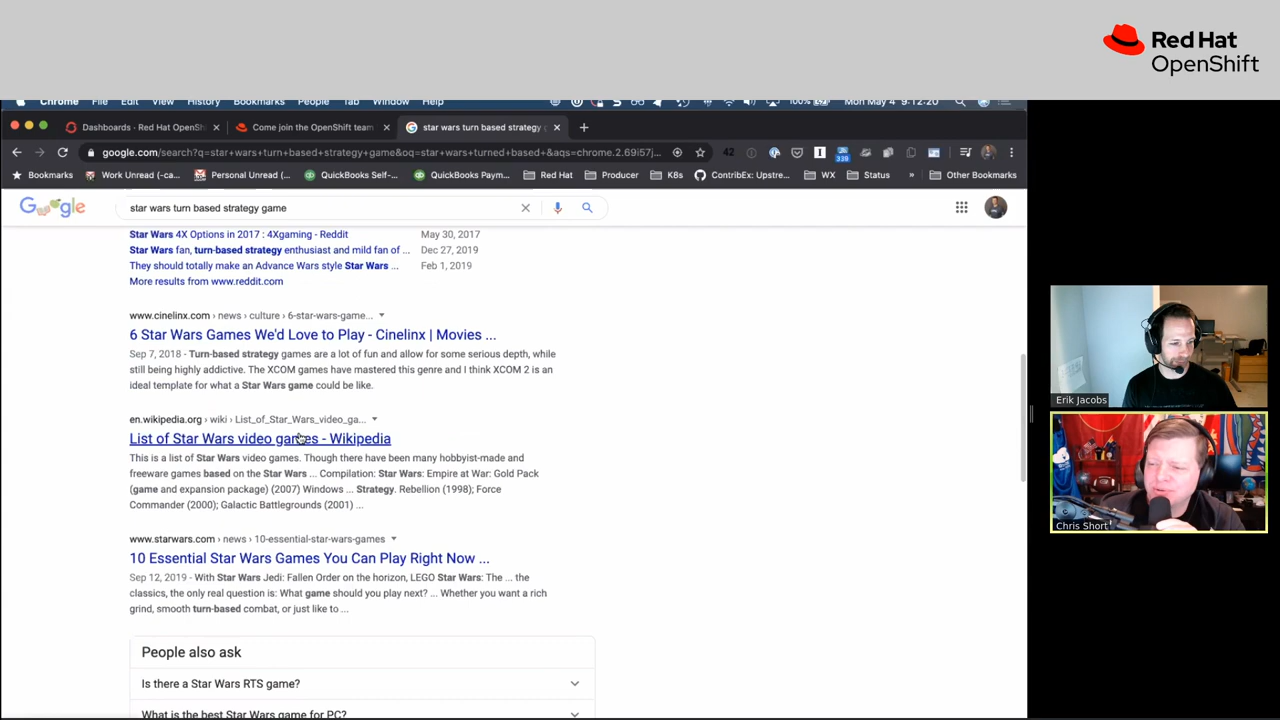 Red Hat
OpenShift
Chrome File Edit View History Bookmarks People Tab Window Help 100% Mon May 4 9:12:20
Dashboards - Red Hat OpenShi Come join the OpenShift team star wars turn based strategy g
google.com/search?q=star+wars+turn+based+strategy+game&oq=star+wars+turned+based+&aqs=chrome.2.69i57j... 42 339
Bookmarks Work Unread (-ca... Personal Unread (... QuickBooks Self-... QuickBooks Paym... Red Hat Producer K8s ContribEx: Upstre... WX Status » Other Bookmarks
Google star wars turn based strategy game
Star Wars 4X Options in 2017 : 4Xgaming - Reddit May 30, 2017
Star Wars fan, turn-based strategy enthusiast and mild fan of ... Dec 27, 2019
They should totally make an Advance Wars style Star Wars ... Feb 1, 2019
More results from www.reddit.com
www.cinelinx.com › news › culture › 6-star-wars-game...
6 Star Wars Games We'd Love to Play - Cinelinx | Movies ...
Sep 7, 2018 - Turn-based strategy games are a lot of fun and allow for some serious depth, while
still being highly addictive. The XCOM games have mastered this genre and I think XCOM 2 is an
ideal template for what a Star Wars game could be like.
en.wikipedia.org › wiki › List_of_Star_Wars_video_ga...
List of Star Wars video games - Wikipedia
This is a list of Star Wars video games. Though there have been many hobbyist-made and
freeware games based on the Star Wars ... Compilation: Star Wars: Empire at War: Gold Pack
(game and expansion package) (2007) Windows ... Strategy. Rebellion (1998); Force
Commander (2000); Galactic Battlegrounds (2001) ...
www.starwars.com › news › 10-essential-star-wars-games
10 Essential Star Wars Games You Can Play Right Now ...
Sep 12, 2019 - With Star Wars Jedi: Fallen Order on the horizon, LEGO Star Wars: The ... the
classics, the only real question is: What game should you play next? ... Whether you want a rich
grind, smooth turn-based combat, or just like to ...
People also ask
Is there a Star Wars RTS game?
What is the best Star Wars game for PC?
Erik Jacobs
Chris Short